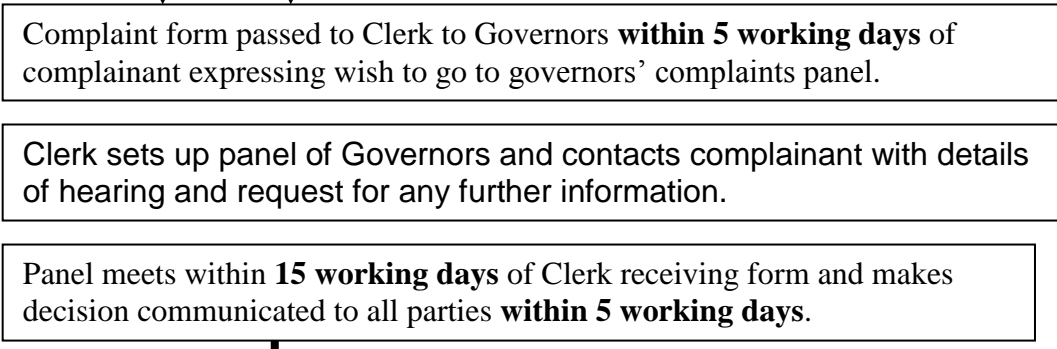 Complaint form passed to Clerk to Governors within 5 working days of
complainant expressing wish to go to governors’ complaints panel.
Clerk sets up panel of Governors and contacts complainant with details
of hearing and request for any further information.
Panel meets within 15 working days of Clerk receiving form and makes
decision communicated to all parties within 5 working days.